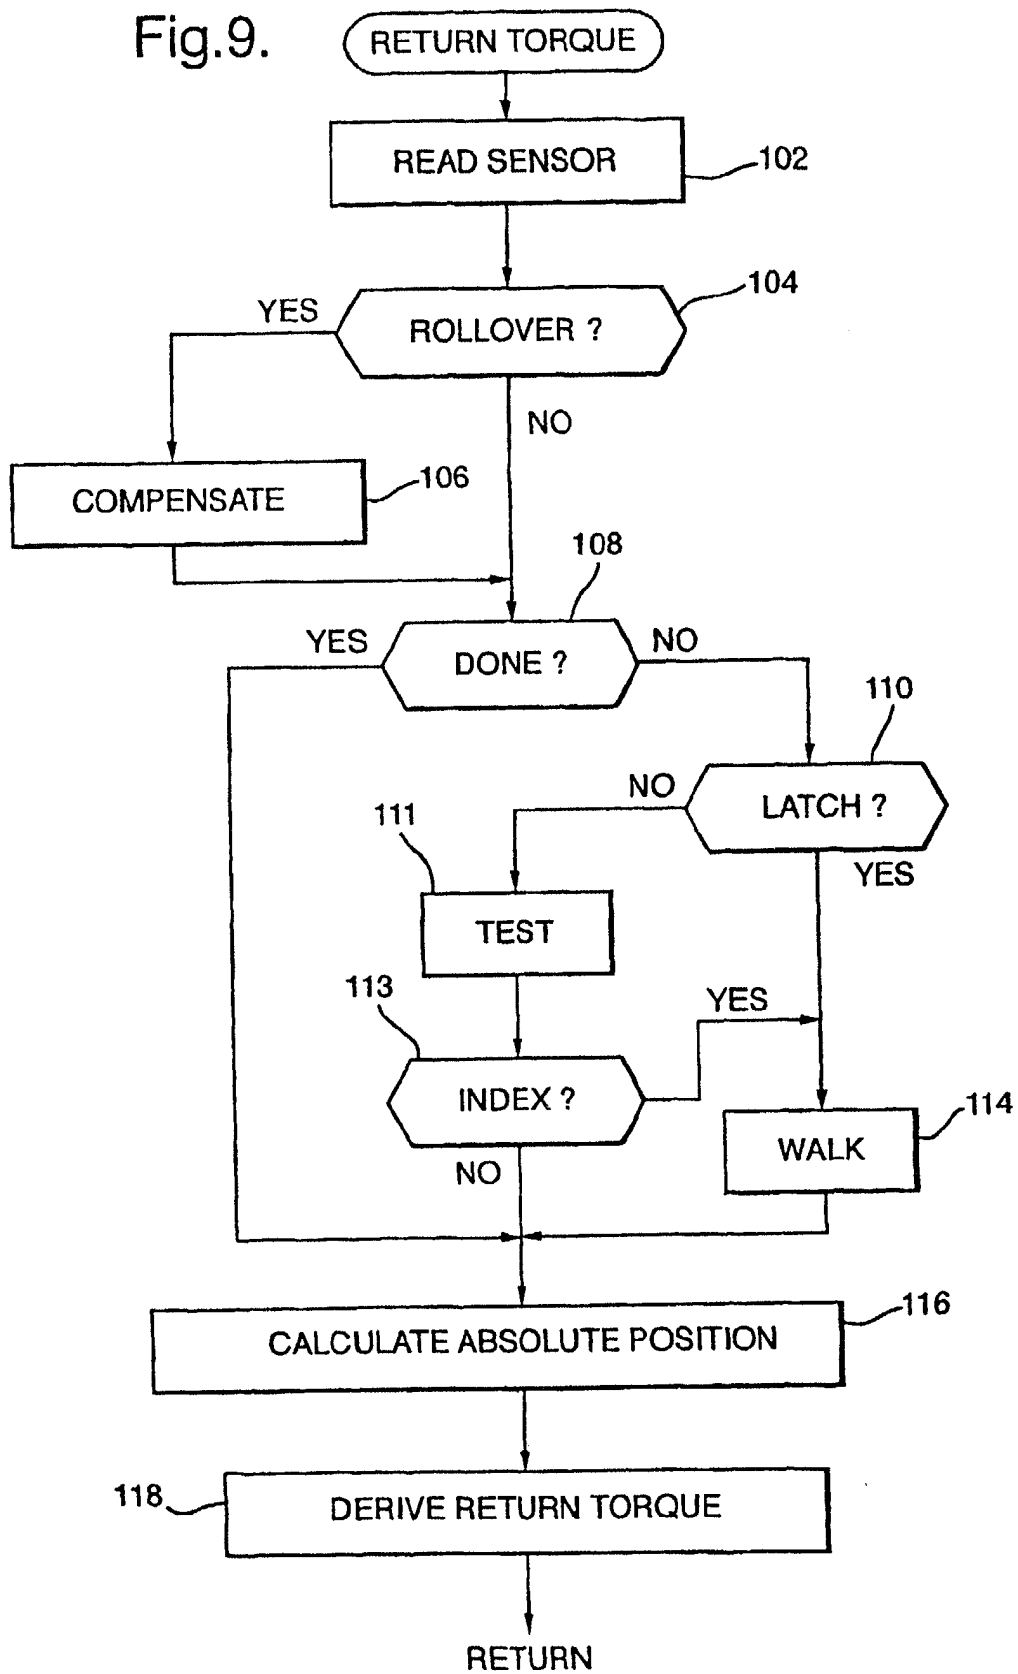 Fig.9.
RETURN TORQUE
READ SENSOR
102
104
YES
ROLLOVER ?
NO
COMPENSATE
106
108
YES
DONE ?
NO
110
NO
LATCH ?
111
YES
TEST
113
YES
INDEX ?
114
WALK
NO
116
CALCULATE ABSOLUTE POSITION
118
DERIVE RETURN TORQUE
RETURN